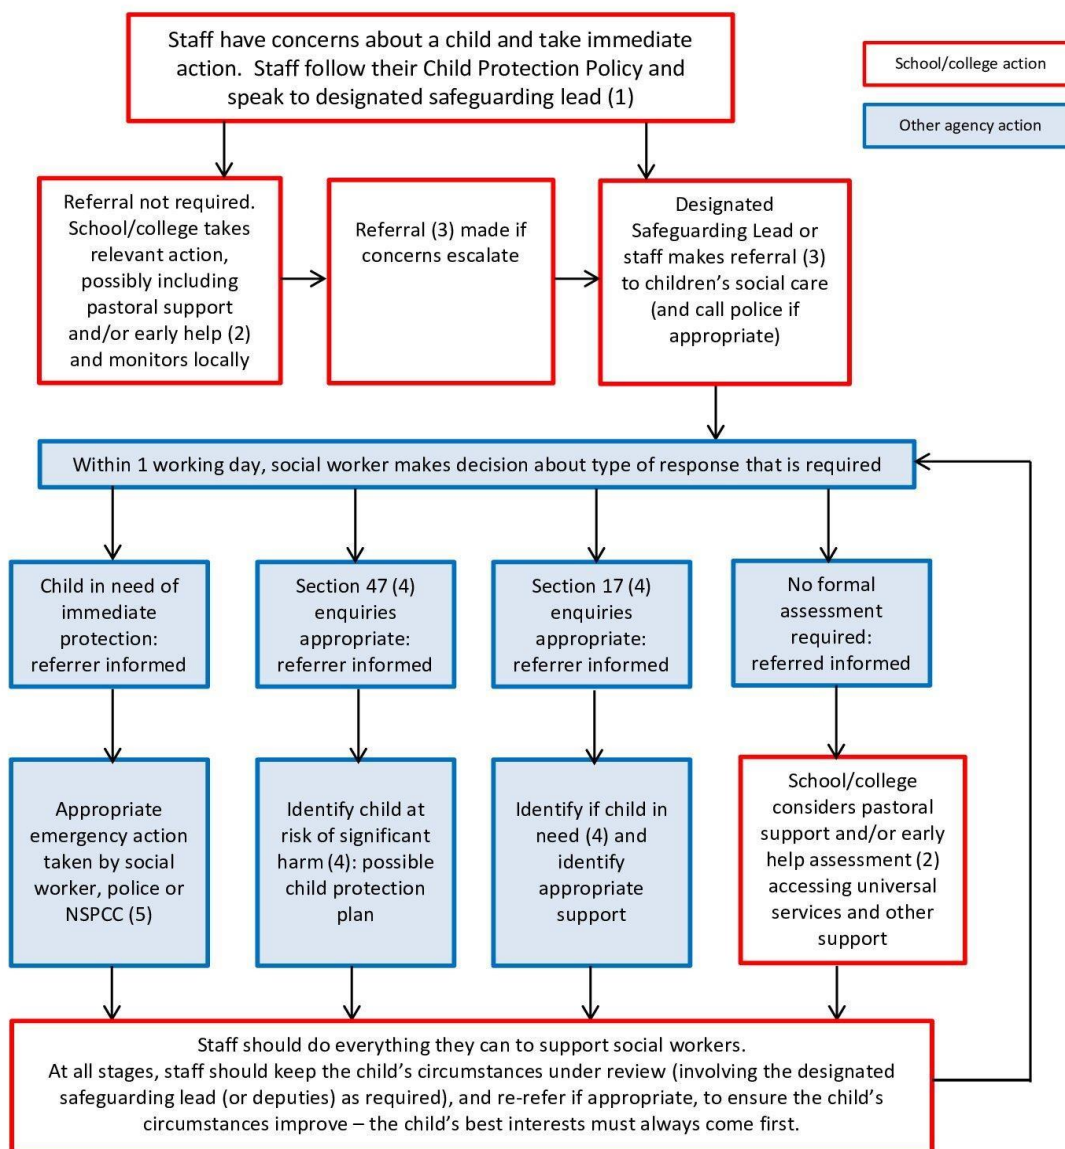 Staff have concerns about a child and take immediate
action. Staff follow their Child Protection Policy and
speak to designated safeguarding lead (1)
School/college action
Other agency action
Referral not required.
School/college takes
relevant action,
possibly including
pastoral support
and/or early help (2)
and monitors locally
Referral (3) made if
concerns escalate
Designated
Safeguarding Lead or
staff makes referral (3)
to children’s social care
(and call police if
appropriate)
Within 1 working day, social worker makes decision about type of response that is required
Child in need of
immediate
protection:
referrer informed
Section 47 (4)
enquiries
appropriate:
referrer informed
Section 17 (4)
enquiries
appropriate:
referrer informed
No formal
assessment
required:
referred informed
Appropriate
emergency action
taken by social
worker, police or
NSPCC (5)
Identify child at
risk of significant
harm (4): possible
child protection
plan
Identify if child in
need (4) and
identify
appropriate
support
School/college
considers pastoral
support and/or early
help assessment (2)
accessing universal
services and other
support
Staff should do everything they can to support social workers.
At all stages, staff should keep the child’s circumstances under review (involving the designated
safeguarding lead (or deputies) as required), and re-refer if appropriate, to ensure the child’s
circumstances improve – the child’s best interests must always come first.